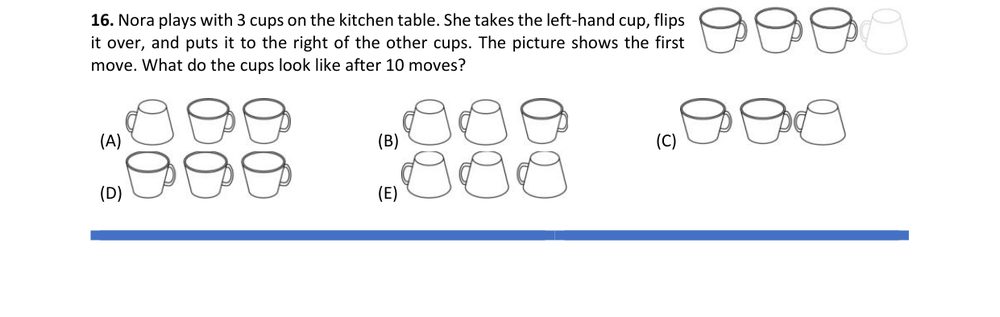 16. Nora plays with 3 cups on the kitchen table. She takes the left-hand cup, flips
it over, and puts it to the right of the other cups. The picture shows the first
move. What do the cups look like after 10 moves?
(A)
(B)
(C)
(D)
(E)